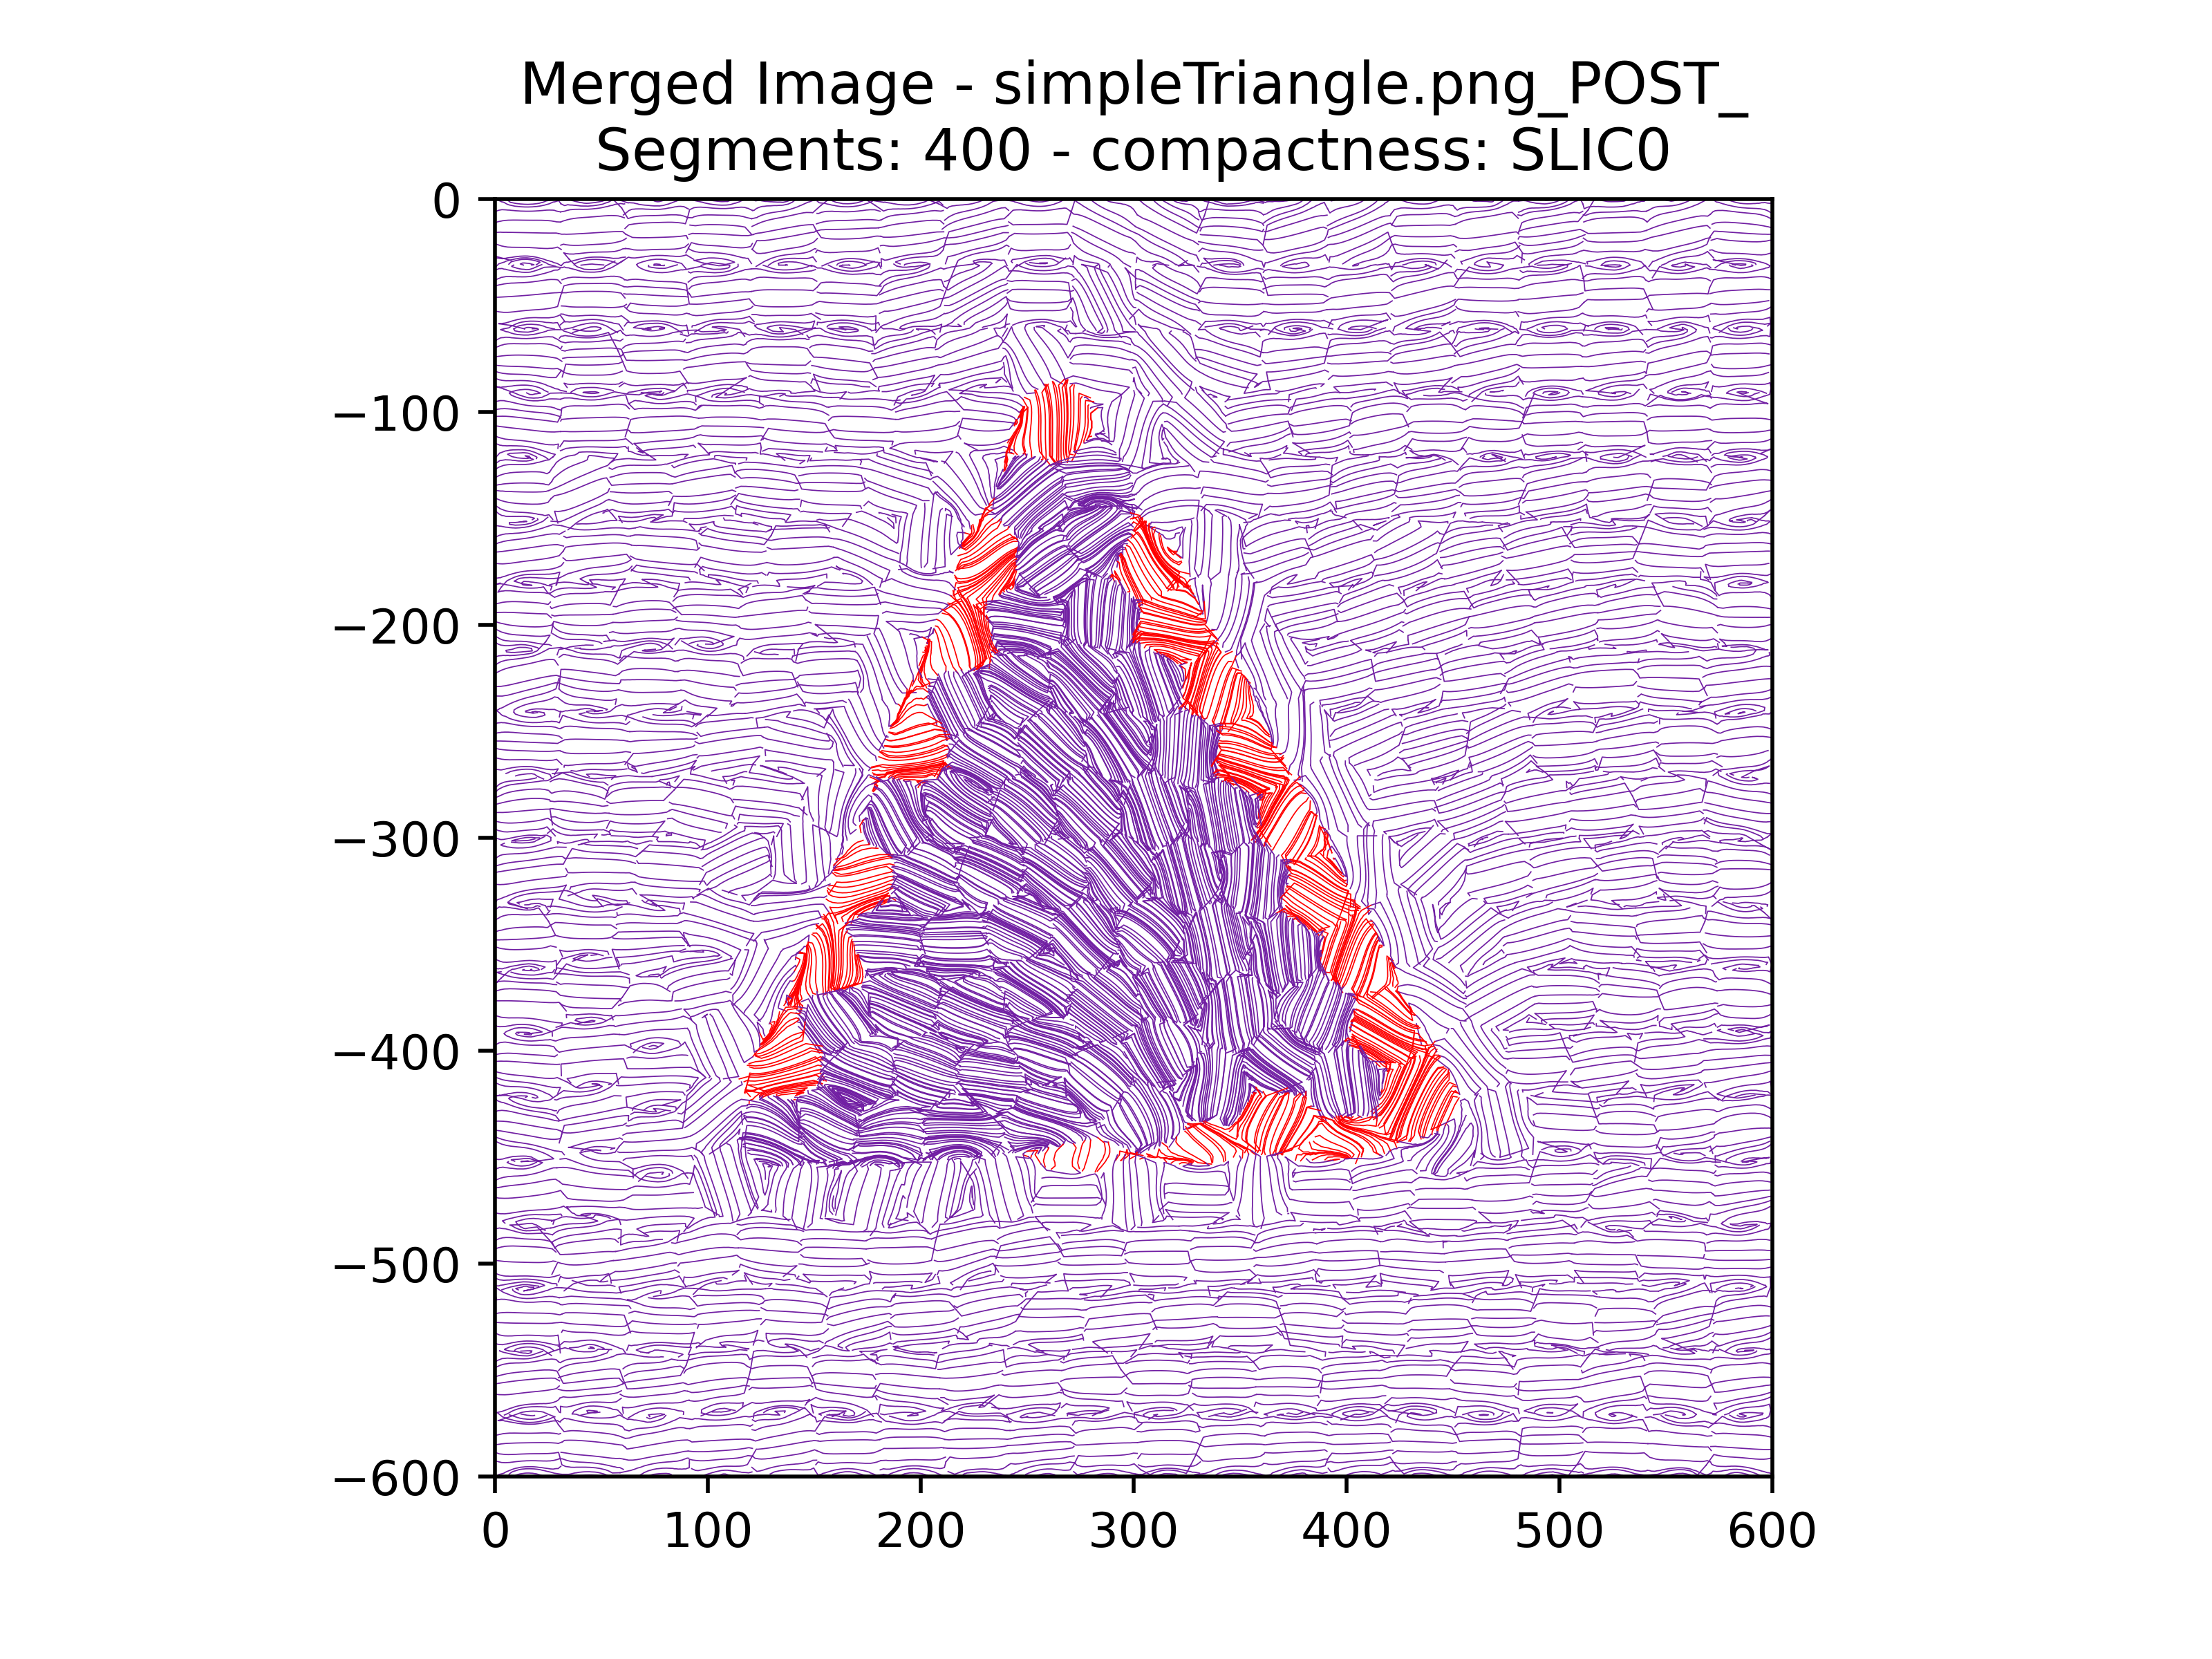 Merged Image - simpleTriangle.png_POST_
Segments: 400 - compactness: SLIC0
0
−100
−200
−300
−400
−500
−600
0 100 200 300 400 500 600